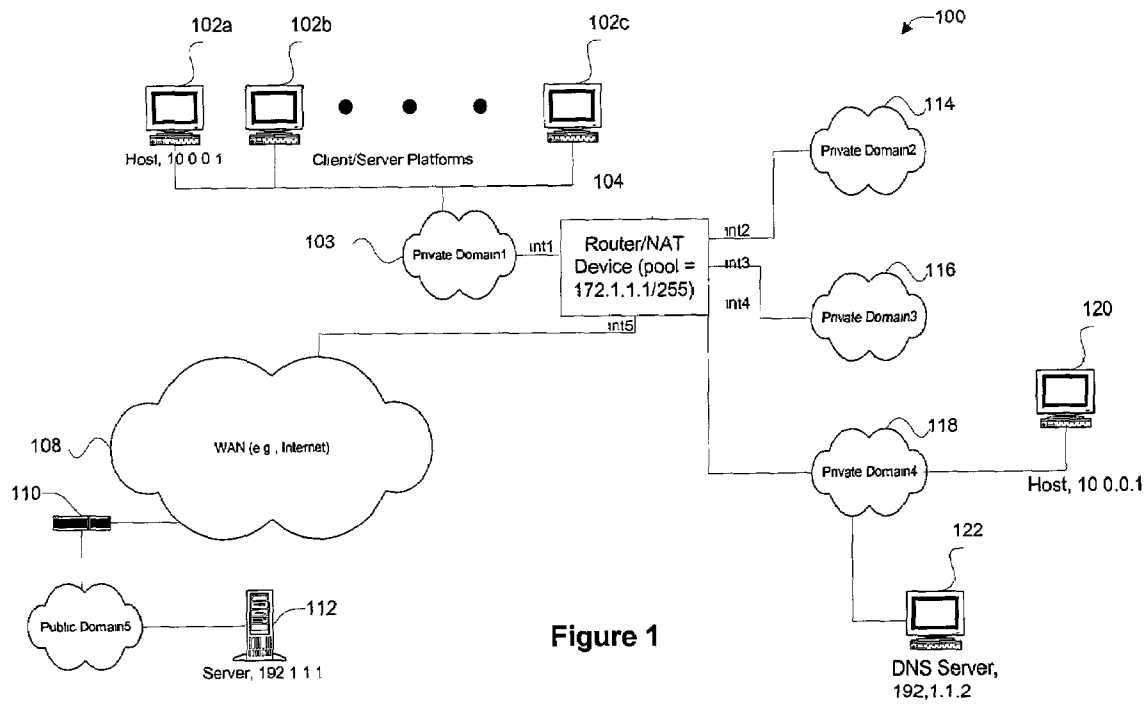 102a
102b
102c
100
114
Private Domain2
Host, 10 0 0 1
Client/Server Platforms
104
103
Private Domain1
int1
Router/NAT
Device (pool =
172.1.1.1/255)
int2
int3
int4
int5
116
Private Domain3
120
108
WAN (e g , Internet)
118
Private Domain4
Host, 10 0.0.1
110
122
112
Public Domain5
Server, 192 1 1 1
Figure 1
DNS Server,
192,1.1.2